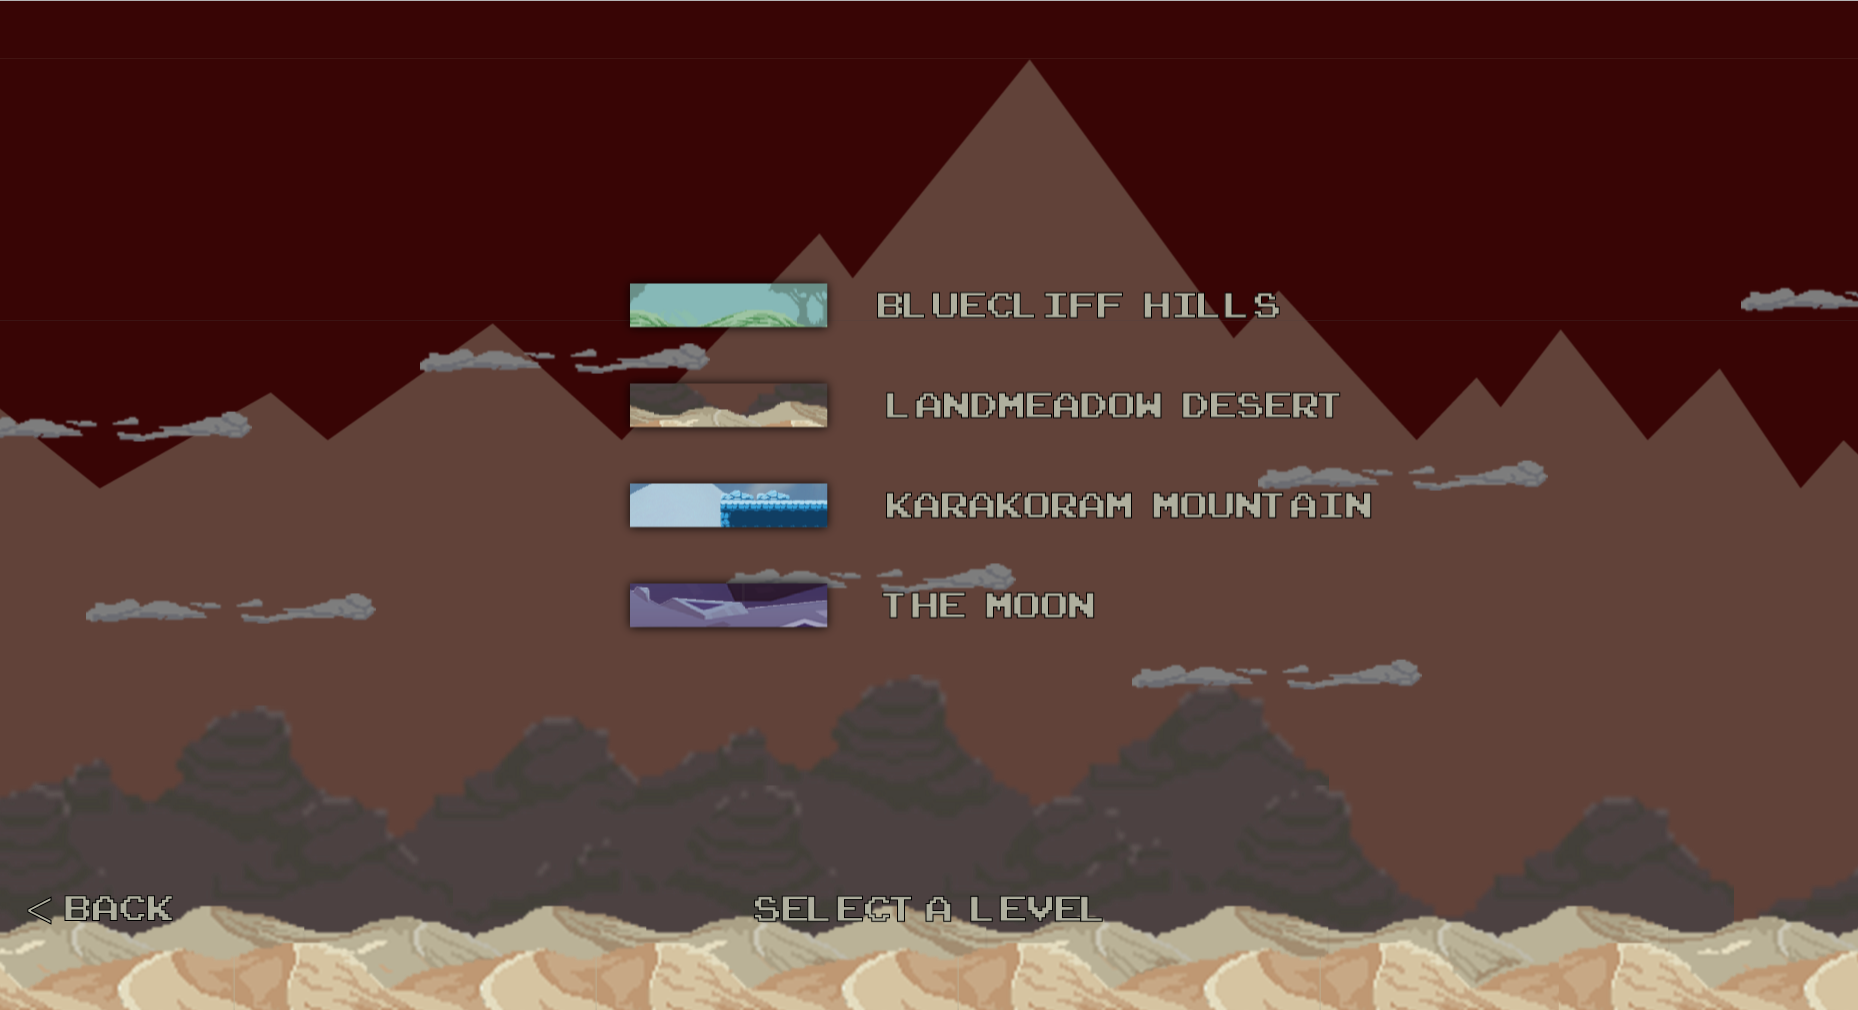 BLUECLIFF HILLS
LANDMEADOW DESERT
KARAKORAM MOUNTAIN
THE MOON
< BACK
SELECT A LEVEL